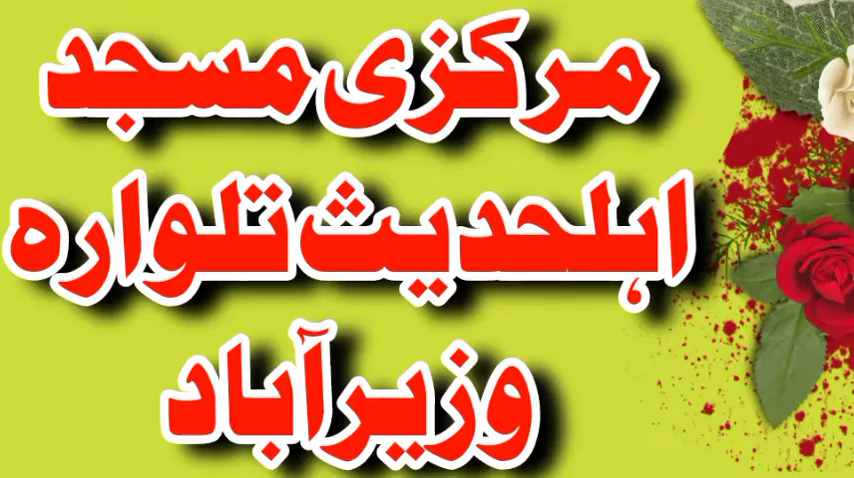 مرکزی مسجد
اہلحدیث تلوارہ
وزیرآباد